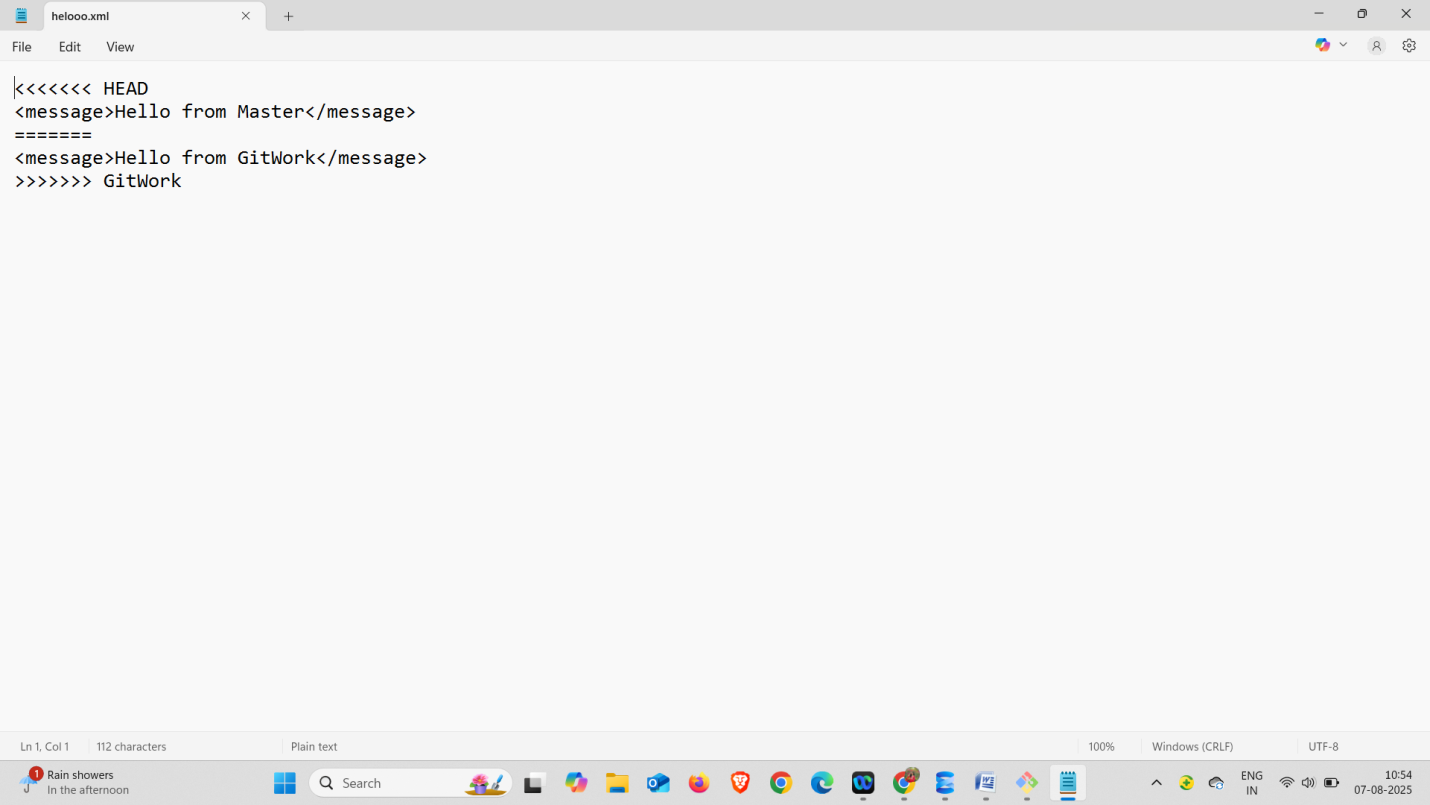 helooo.xml
File Edit View
<<<<<<< HEAD
<message>Hello from Master</message>
=======
<message>Hello from GitWork</message>
>>>>>>> GitWork
Ln 1, Col 1 112 characters Plain text 100% Windows (CRLF) UTF-8
1 Rain showers
In the afternoon
Search
ENG
IN
10:54
07-08-2025